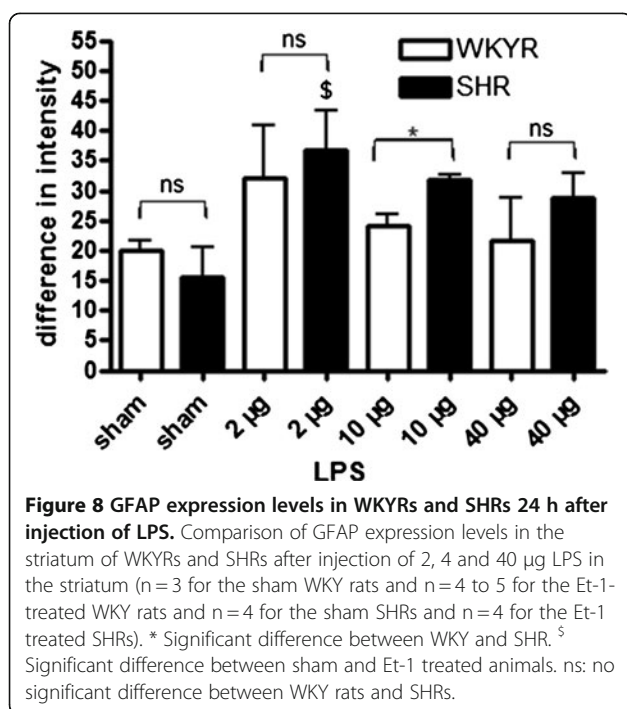 55
50
45
40
35
30
25
20
15
10
5
0
difference in intensity
WKYR
SHR
ns
ns
$
*
ns
sham
sham
2 µg
2 µg
10 µg
10 µg
40 µg
40 µg
LPS
Figure 8 GFAP expression levels in WKYRs and SHRs 24 h after
injection of LPS. Comparison of GFAP expression levels in the
striatum of WKYRs and SHRs after injection of 2, 4 and 40 µg LPS in
the striatum (n = 3 for the sham WKY rats and n = 4 to 5 for the Et-1-
treated WKY rats and n = 4 for the sham SHRs and n = 4 for the Et-1
treated SHRs). * Significant difference between WKY and SHR. $
Significant difference between sham and Et-1 treated animals. ns: no
significant difference between WKY rats and SHRs.